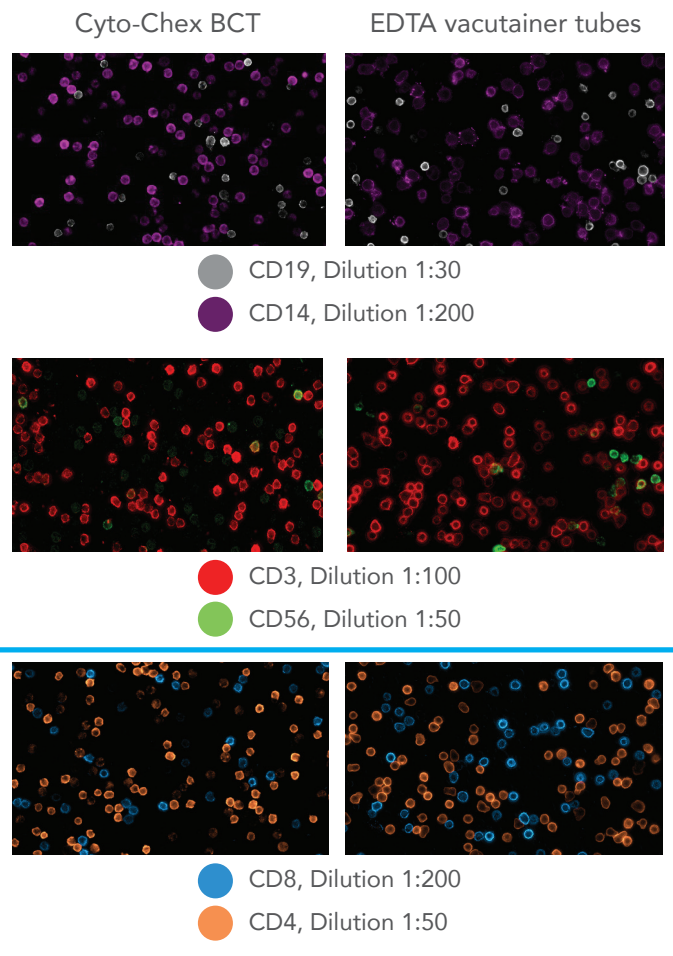 Cyto-Chex BCT
EDTA vacutainer tubes
CD19, Dilution 1:30
CD14, Dilution 1:200
CD3, Dilution 1:100
CD56, Dilution 1:50
CD8, Dilution 1:200
CD4, Dilution 1:50